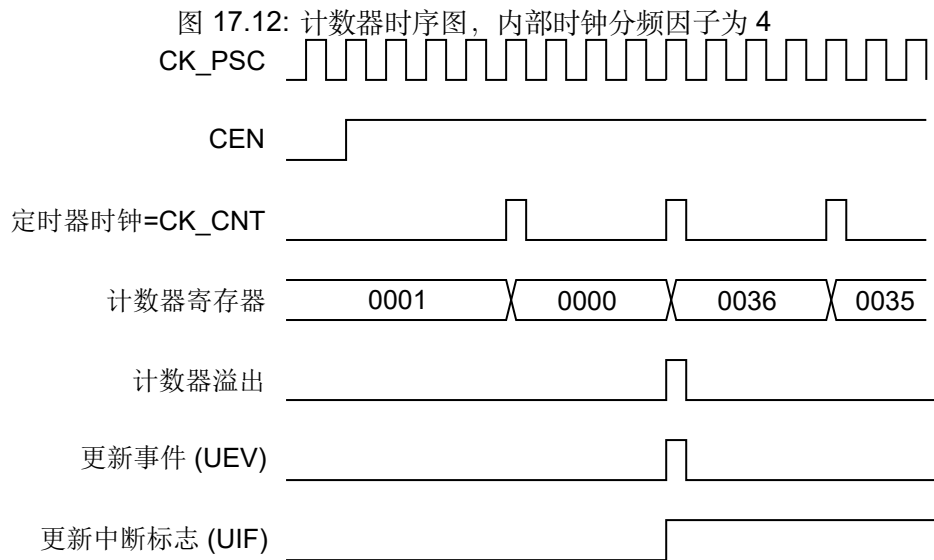 图 17.12: 计数器时序图，内部时钟分频因子为 4
CK_PSC
CEN
定时器时钟=CK_CNT
计数器寄存器 0001 0000 0036 0035
计数器溢出
更新事件 (UEV)
更新中断标志 (UIF)